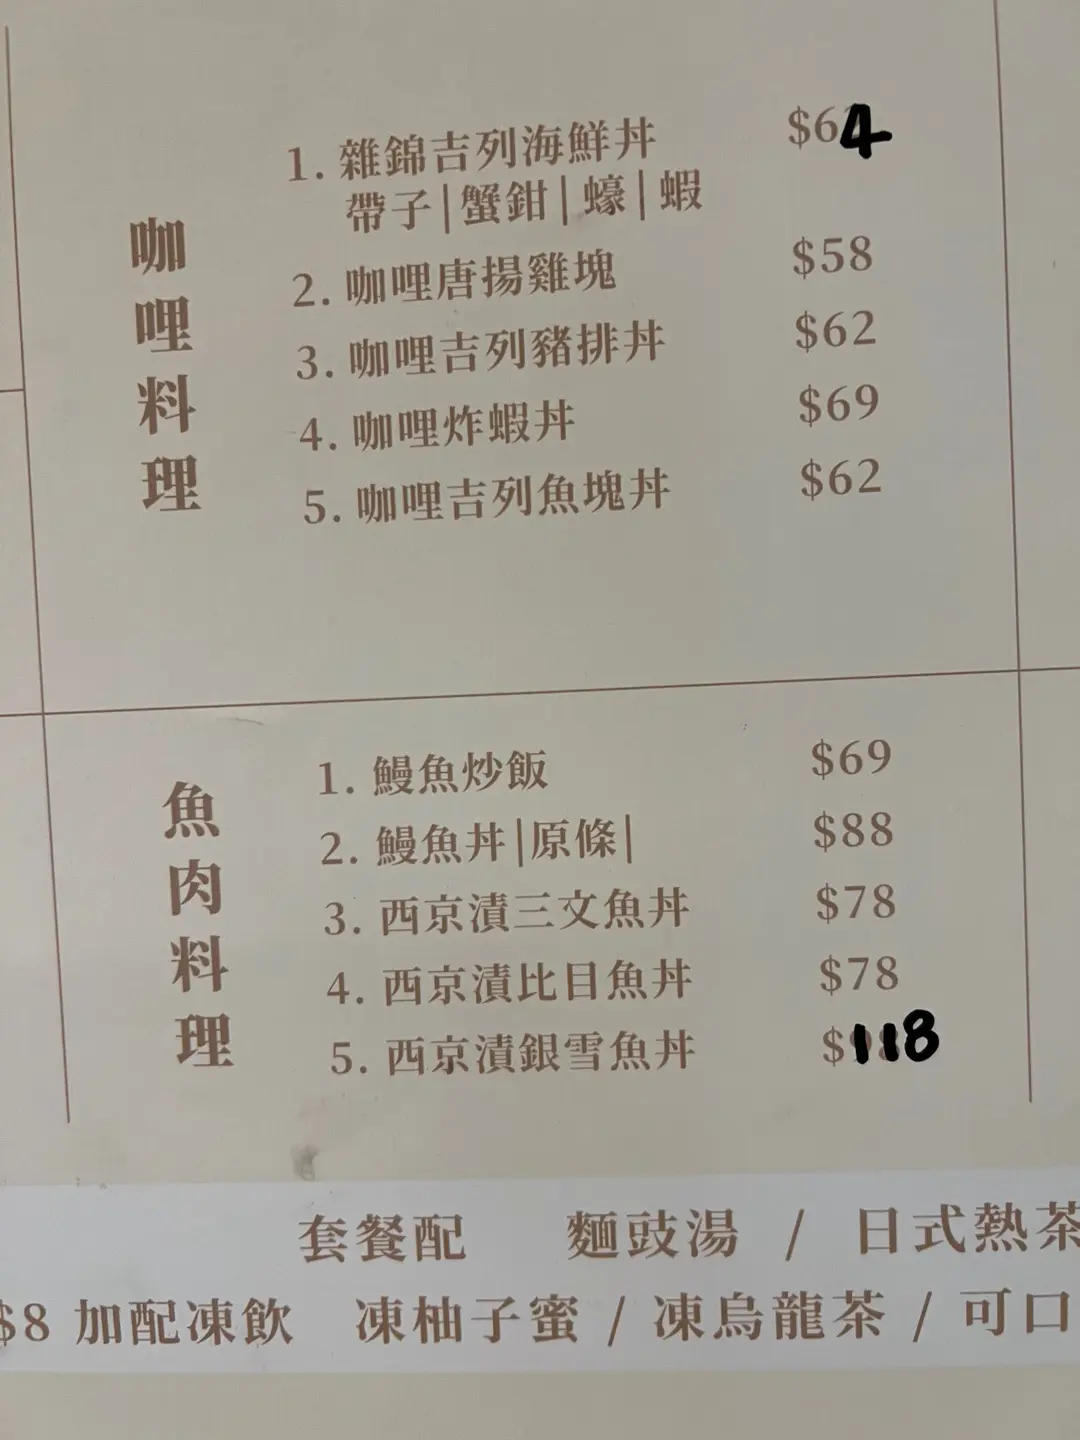 咖哩料理
1. 雜錦吉列海鮮丼 $64
帶子|蟹鉗|蠔|蝦
2. 咖哩唐揚雞塊 $58
3. 咖哩吉列豬排丼 $62
4. 咖哩炸蝦丼 $69
5. 咖哩吉列魚塊丼 $62
魚肉料理
1. 鰻魚炒飯 $69
2. 鰻魚丼|原條| $88
3. 西京漬三文魚丼 $78
4. 西京漬比目魚丼 $78
5. 西京漬銀雪魚丼 $118
套餐配 麵豉湯 / 日式熱茶
$8 加配凍飲 凍柚子蜜 / 凍烏龍茶 / 可口